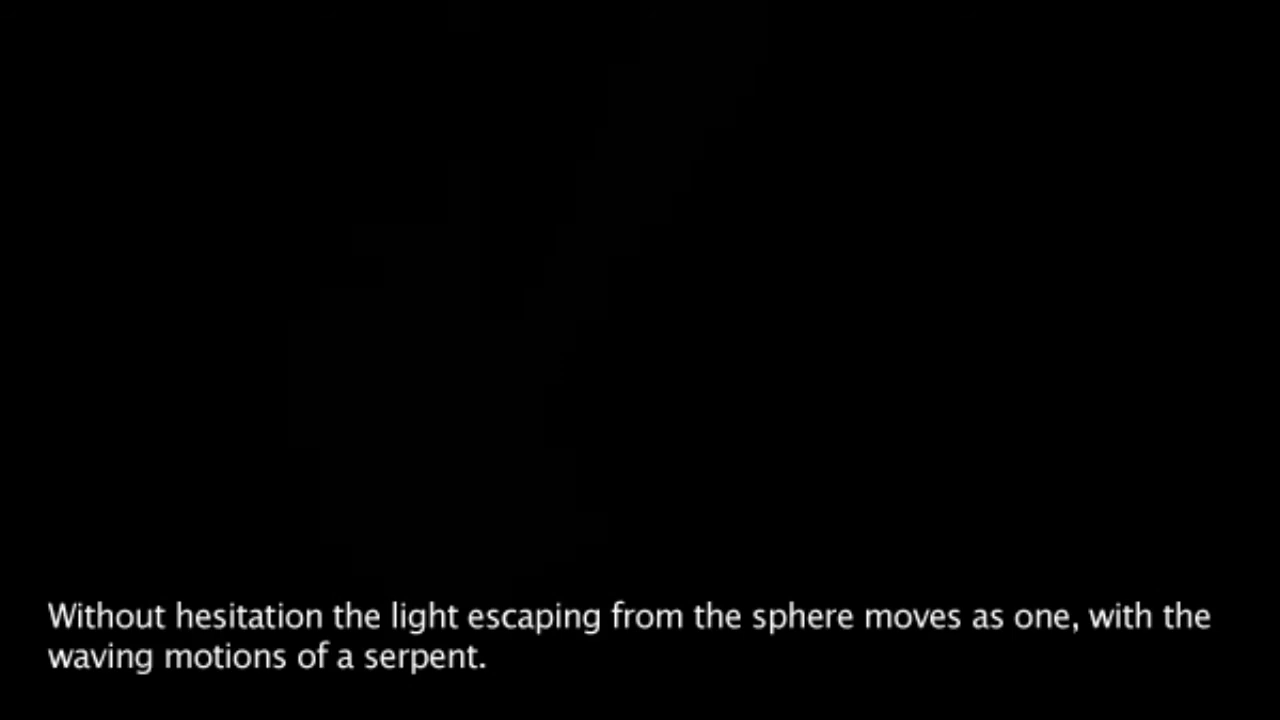 Without hesitation the light escaping from the sphere moves as one, with the
waving motions of a serpent.